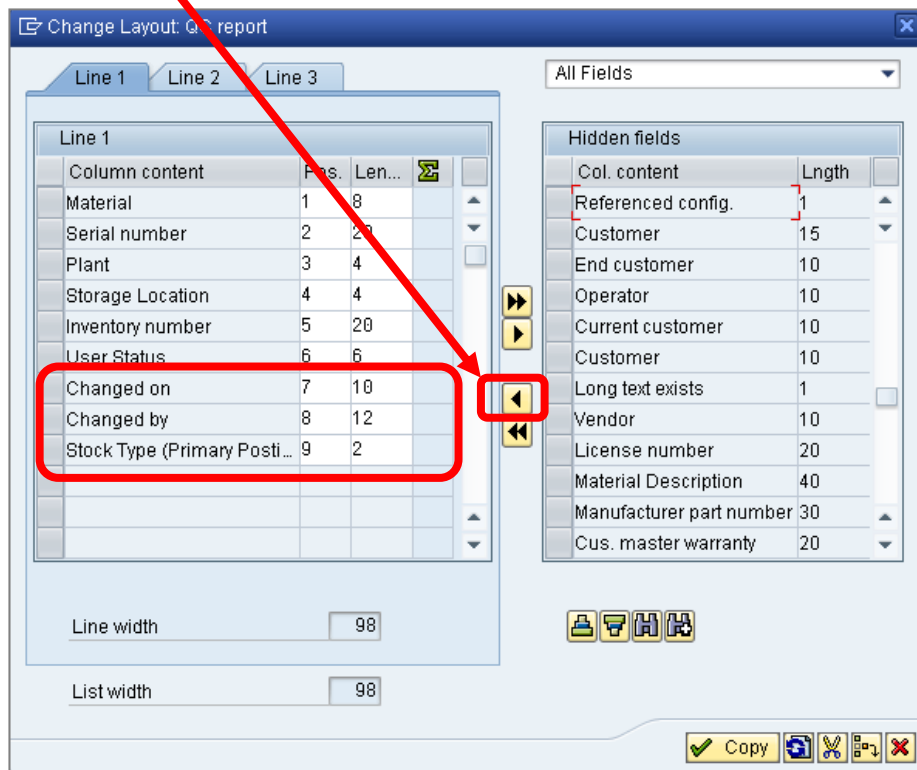 Change Layout: QC report
Line 1 Line 2 Line 3
All Fields
Line 1
Column content Pos. Len...
Material 1 8
Serial number 2 20
Plant 3 4
Storage Location 4 4
Inventory number 5 20
User Status 6 6
Changed on 7 10
Changed by 8 12
Stock Type (Primary Posti... 9 2
Line width 98
List width 98
Hidden fields
Col. content Lngth
Referenced config. 1
Customer 15
End customer 10
Operator 10
Current customer 10
Customer 10
Long text exists 1
Vendor 10
License number 20
Material Description 40
Manufacturer part number 30
Cus. master warranty 20
Copy